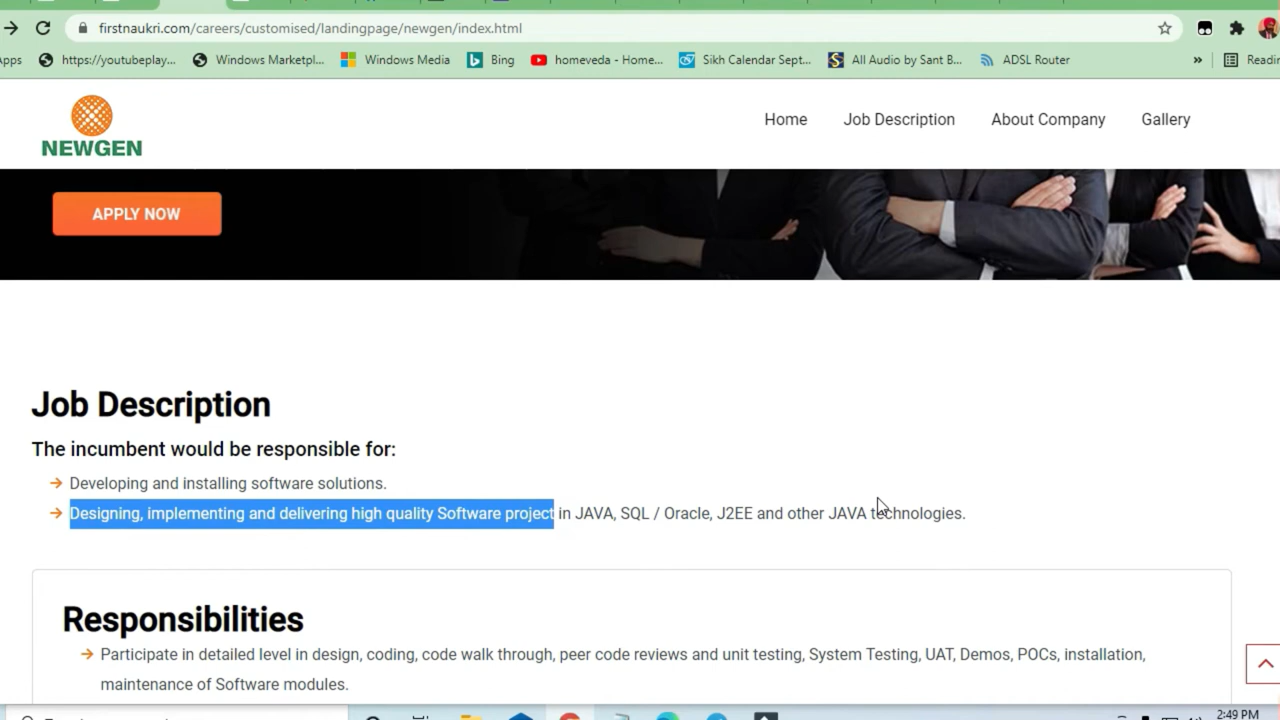 firstnaukri.com/careers/customised/landingpage/newgen/index.html
Apps https://youtubeplay... Windows Marketpl... Windows Media Bing homeveda - Home... Sikh Calendar Sept... All Audio by Sant B... ADSL Router » Readin
NEWGEN
Home Job Description About Company Gallery
APPLY NOW
Job Description
The incumbent would be responsible for:
Developing and installing software solutions.
Designing, implementing and delivering high quality Software project in JAVA, SQL / Oracle, J2EE and other JAVA technologies.
Responsibilities
Participate in detailed level in design, coding, code walk through, peer code reviews and unit testing, System Testing, UAT, Demos, POCs, installation,
maintenance of Software modules.
2:49 PM